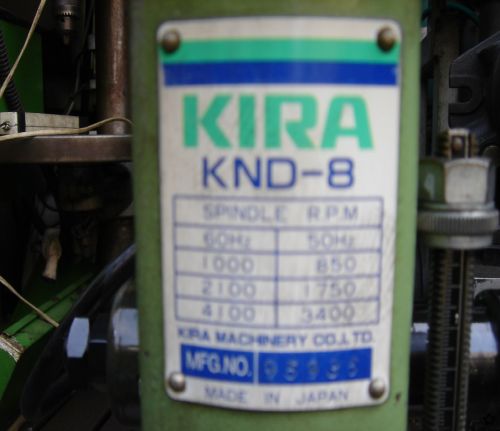 KIRA
KND-8
SPINDLE R.P.M
60Hz 50Hz
1000 850
2100 1750
4100 3400
KIRA MACHINERY CO.,LTD.
MFG.NO.
MADE IN JAPAN